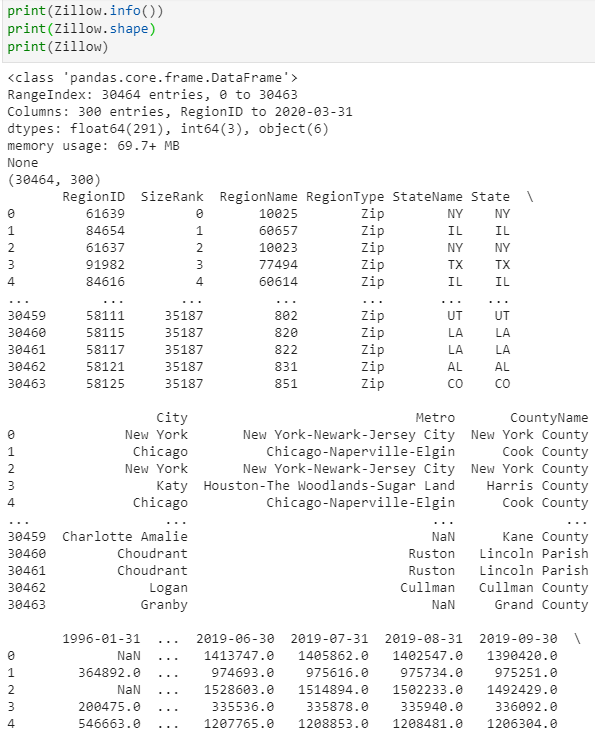 print(Zillow.info())
print(Zillow.shape)
print(Zillow)
<class 'pandas.core.frame.DataFrame'>
RangeIndex: 30464 entries, 0 to 30463
Columns: 300 entries, RegionID to 2020-03-31
dtypes: float64(291), int64(3), object(6)
memory usage: 69.7+ MB
None
(30464, 300)
       RegionID  SizeRank  RegionName RegionType StateName State  \
0         61639         0       10025        Zip        NY    NY
1         84654         1       60657        Zip        IL    IL
2         61637         2       10023        Zip        NY    NY
3         91982         3       77494        Zip        TX    TX
4         84616         4       60614        Zip        IL    IL
...         ...       ...         ...        ...       ...   ...
30459     58111     35187         802        Zip        UT    UT
30460     58115     35187         820        Zip        LA    LA
30461     58117     35187         822        Zip        LA    LA
30462     58121     35187         831        Zip        AL    AL
30463     58125     35187         851        Zip        CO    CO
                   City                             Metro       CountyName
0              New York      New York-Newark-Jersey City  New York County
1               Chicago         Chicago-Naperville-Elgin      Cook County
2              New York      New York-Newark-Jersey City  New York County
3                  Katy  Houston-The Woodlands-Sugar Land    Harris County
4               Chicago         Chicago-Naperville-Elgin      Cook County
...                 ...                              ...              ...
30459  Charlotte Amalie                              NaN      Kane County
30460         Choudrant                           Ruston   Lincoln Parish
30461         Choudrant                           Ruston   Lincoln Parish
30462             Logan                          Cullman   Cullman County
30463            Granby                              NaN     Grand County
       1996-01-31  ...  2019-06-30  2019-07-31  2019-08-31  2019-09-30  \
0             NaN  ...   1413747.0   1405862.0   1402547.0   1390420.0
1        364892.0  ...    974693.0    975616.0    975734.0    975251.0
2             NaN  ...   1528603.0   1514894.0   1502233.0   1492429.0
3        200475.0  ...    335536.0    335878.0    335940.0    336092.0
4        546663.0  ...   1207765.0   1208853.0   1208481.0   1206304.0